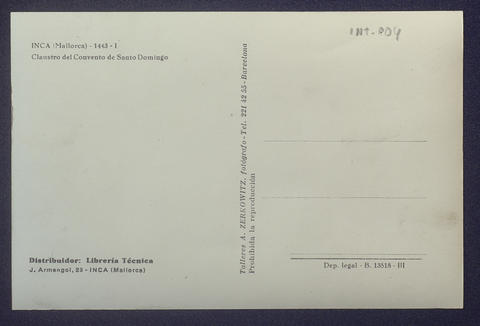 INT-PD4
INCA (Mallorca) - 1443 - I
Claustro del Convento de Santo Domingo
Talleres A. ZERKOWITZ, fotógrafo - Tel. 221 42 55 - Barcelona
Prohibida la reproducción
Distribuidor: Librería Técnica
J. Armengol, 23 - INCA (Mallorca)
Dep. legal - B. 13518 - III